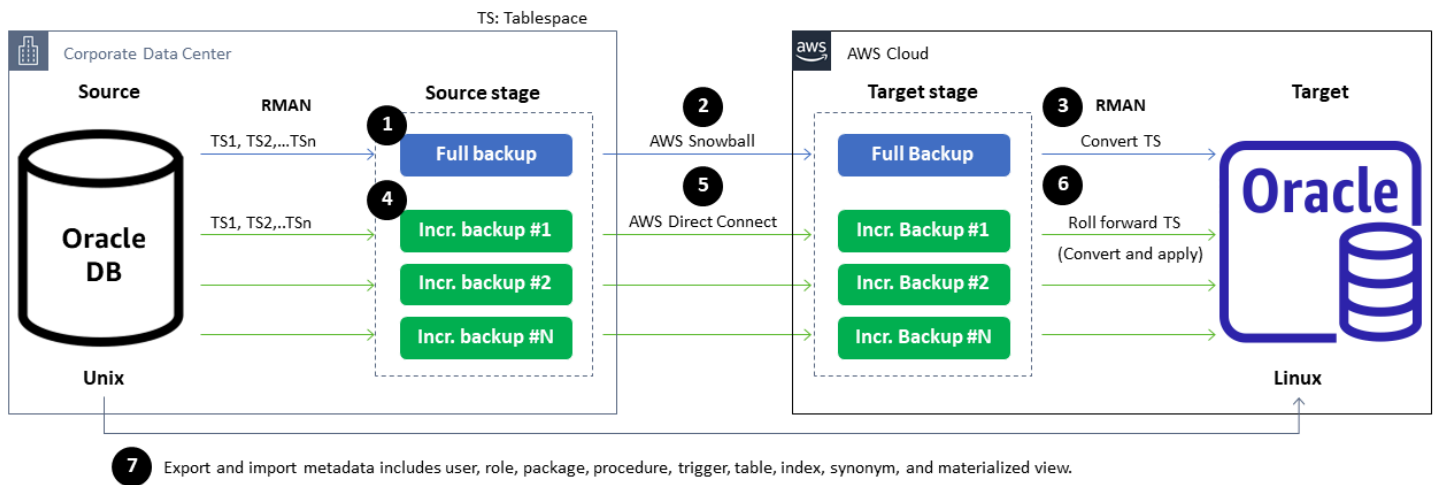 TS: Tablespace
Corporate Data Center
aws
AWS Cloud
Source
RMAN
Source stage
2
Target stage
3
RMAN
Target
1
TS1, TS2,...TSn
Full backup
AWS Snowball
Full Backup
Convert TS
4
5
6
Oracle
DB
TS1, TS2,..TSn
Incr. backup #1
AWS Direct Connect
Incr. Backup #1
Roll forward TS
(Convert and apply)
Oracle
Incr. backup #2
Incr. Backup #2
Incr. backup #N
Incr. Backup #N
Unix
Linux
7
Export and import metadata includes user, role, package, procedure, trigger, table, index, synonym, and materialized view.